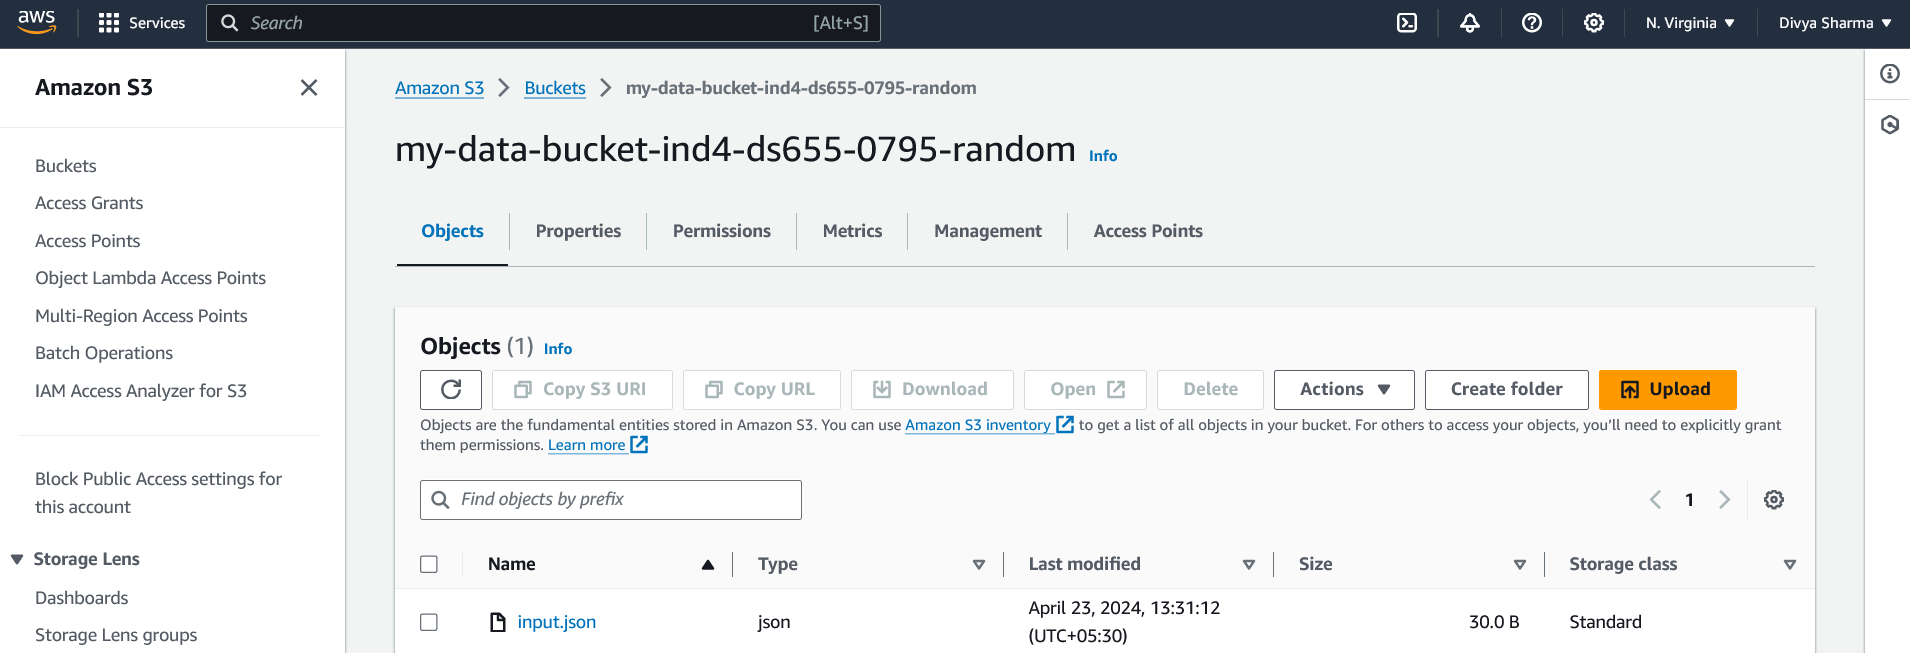 aws Services Search [Alt+S] N. Virginia Divya Sharma
Amazon S3
Buckets
Access Grants
Access Points
Object Lambda Access Points
Multi-Region Access Points
Batch Operations
IAM Access Analyzer for S3
Block Public Access settings for
this account
Storage Lens
Dashboards
Storage Lens groups
Amazon S3 Buckets my-data-bucket-ind4-ds655-0795-random
my-data-bucket-ind4-ds655-0795-random Info
Objects Properties Permissions Metrics Management Access Points
Objects (1) Info
Copy S3 URI Copy URL Download Open Delete Actions Create folder Upload
Objects are the fundamental entities stored in Amazon S3. You can use Amazon S3 inventory to get a list of all objects in your bucket. For others to access your objects, you'll need to explicitly grant
them permissions. Learn more
Find objects by prefix 1
Name Type Last modified Size Storage class
input.json json April 23, 2024, 13:31:12 30.0 B Standard
(UTC+05:30)